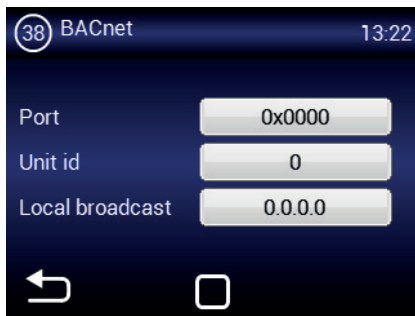 38 BACnet 13:22
Port 0x0000
Unit id 0
Local broadcast 0.0.0.0